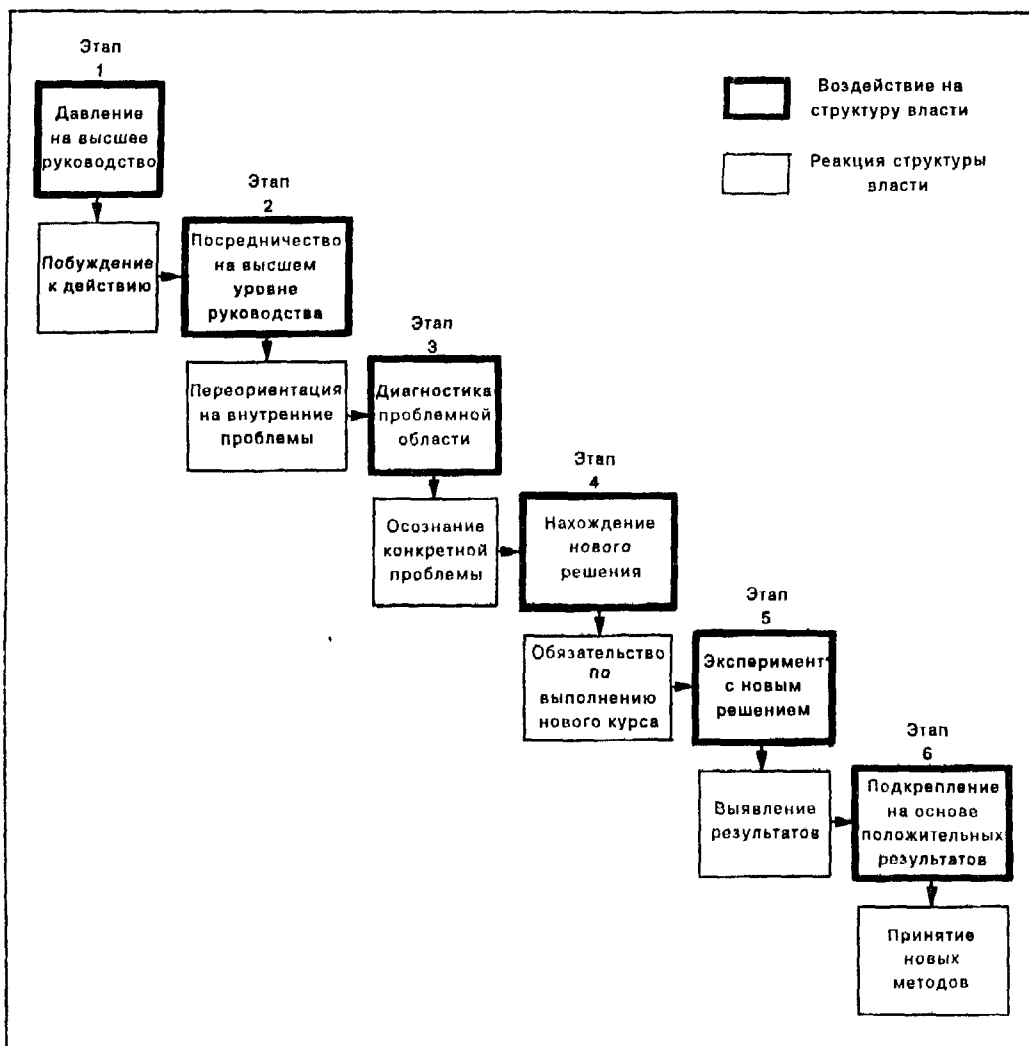 Этап
1
Давление
на высшее
руководство
Воздействие на
структуру власти
Реакция структуры
власти
Побуждение
к действию
Этап
2
Посредничество
на высшем
уровне
руководства
Переориентация
на внутренние
проблемы
Этап
3
Диагностика
проблемной
области
Осознание
конкретной
проблемы
Этап
4
Нахождение
нового
решения
Обязательство
по
выполнению
нового курса
Этап
5
Эксперимент
с новым
решением
Выявление
результатов
Этап
6
Подкрепление
на основе
положительных
результатов
Принятие
новых
методов